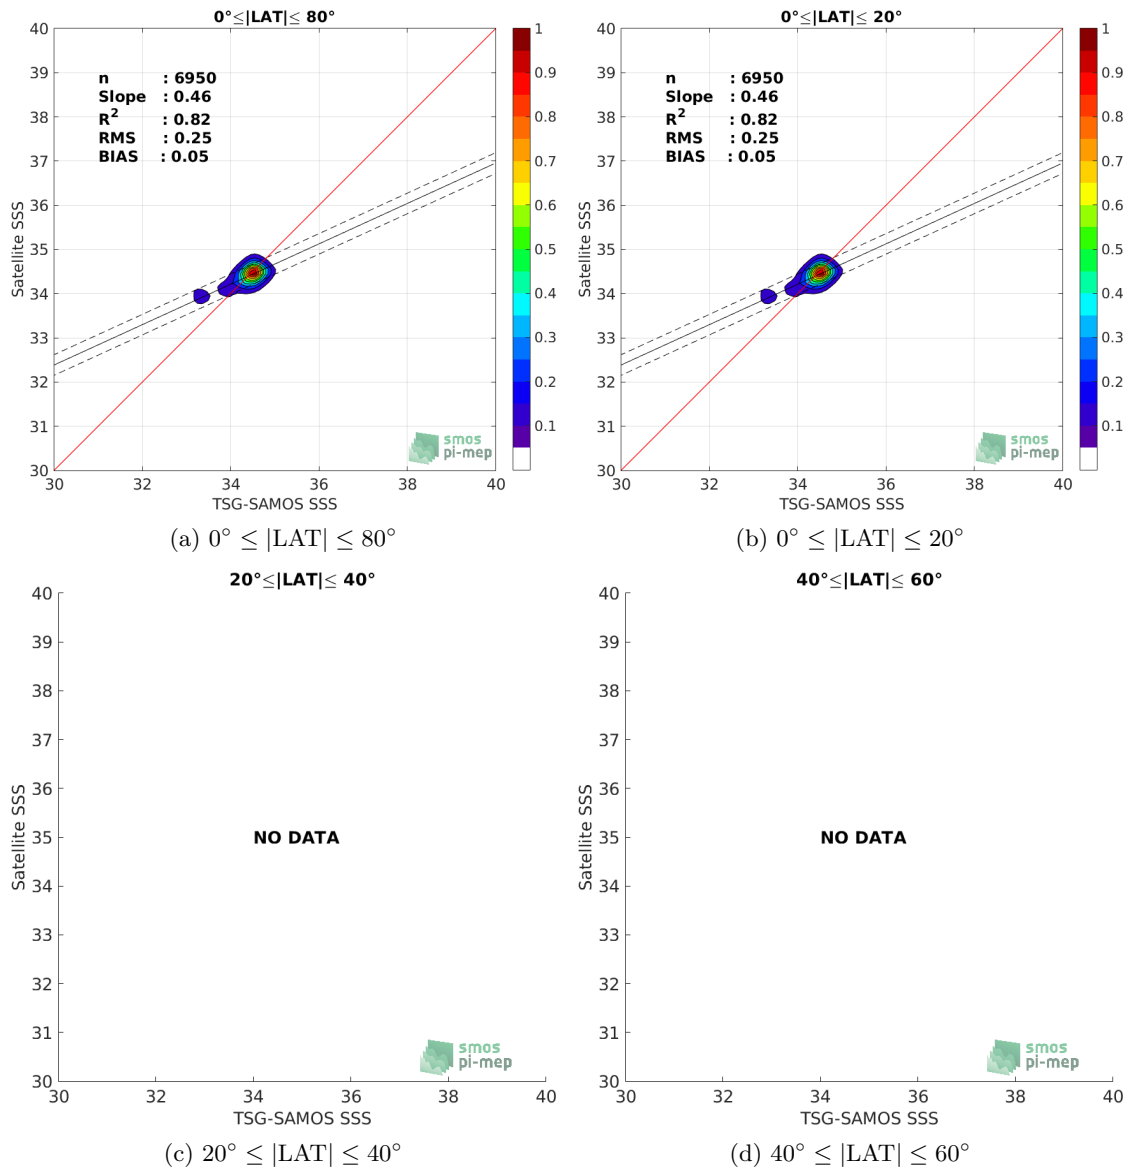 0°≤|LAT|≤ 80°
40
39
38
37
36
35
34
33
32
31
30
Satellite SSS
n : 6950
Slope : 0.46
R² : 0.82
RMS : 0.25
BIAS : 0.05
smos
pi-mep
30 32 34 36 38 40
TSG-SAMOS SSS
1
0.9
0.8
0.7
0.6
0.5
0.4
0.3
0.2
0.1
(a) 0° ≤ |LAT| ≤ 80°
0°≤|LAT|≤ 20°
40
39
38
37
36
35
34
33
32
31
30
Satellite SSS
n : 6950
Slope : 0.46
R² : 0.82
RMS : 0.25
BIAS : 0.05
smos
pi-mep
30 32 34 36 38 40
TSG-SAMOS SSS
1
0.9
0.8
0.7
0.6
0.5
0.4
0.3
0.2
0.1
(b) 0° ≤ |LAT| ≤ 20°
20°≤|LAT|≤ 40°
40
39
38
37
36
35
34
33
32
31
30
Satellite SSS
NO DATA
smos
pi-mep
30 32 34 36 38 40
TSG-SAMOS SSS
(c) 20° ≤ |LAT| ≤ 40°
40°≤|LAT|≤ 60°
40
39
38
37
36
35
34
33
32
31
30
Satellite SSS
NO DATA
smos
pi-mep
30 32 34 36 38 40
TSG-SAMOS SSS
(d) 40° ≤ |LAT| ≤ 60°